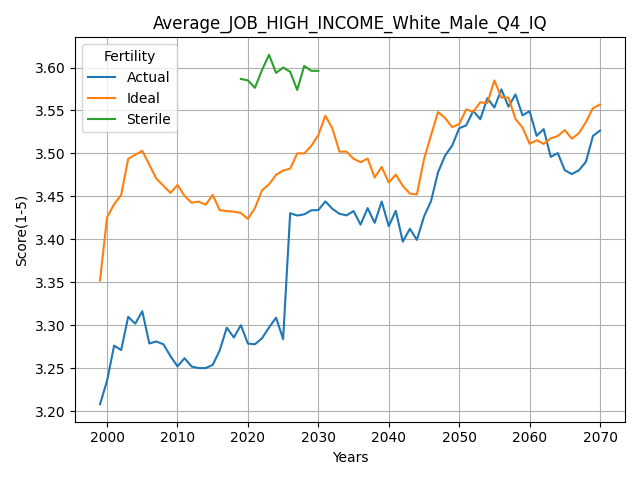 Average_JOB_HIGH_INCOME_White_Male_Q4_IQ
Fertility
Actual
Ideal
Sterile
Score(1-5)
3.60
3.55
3.50
3.45
3.40
3.35
3.30
3.25
3.20
2000 2010 2020 2030 2040 2050 2060 2070
Years